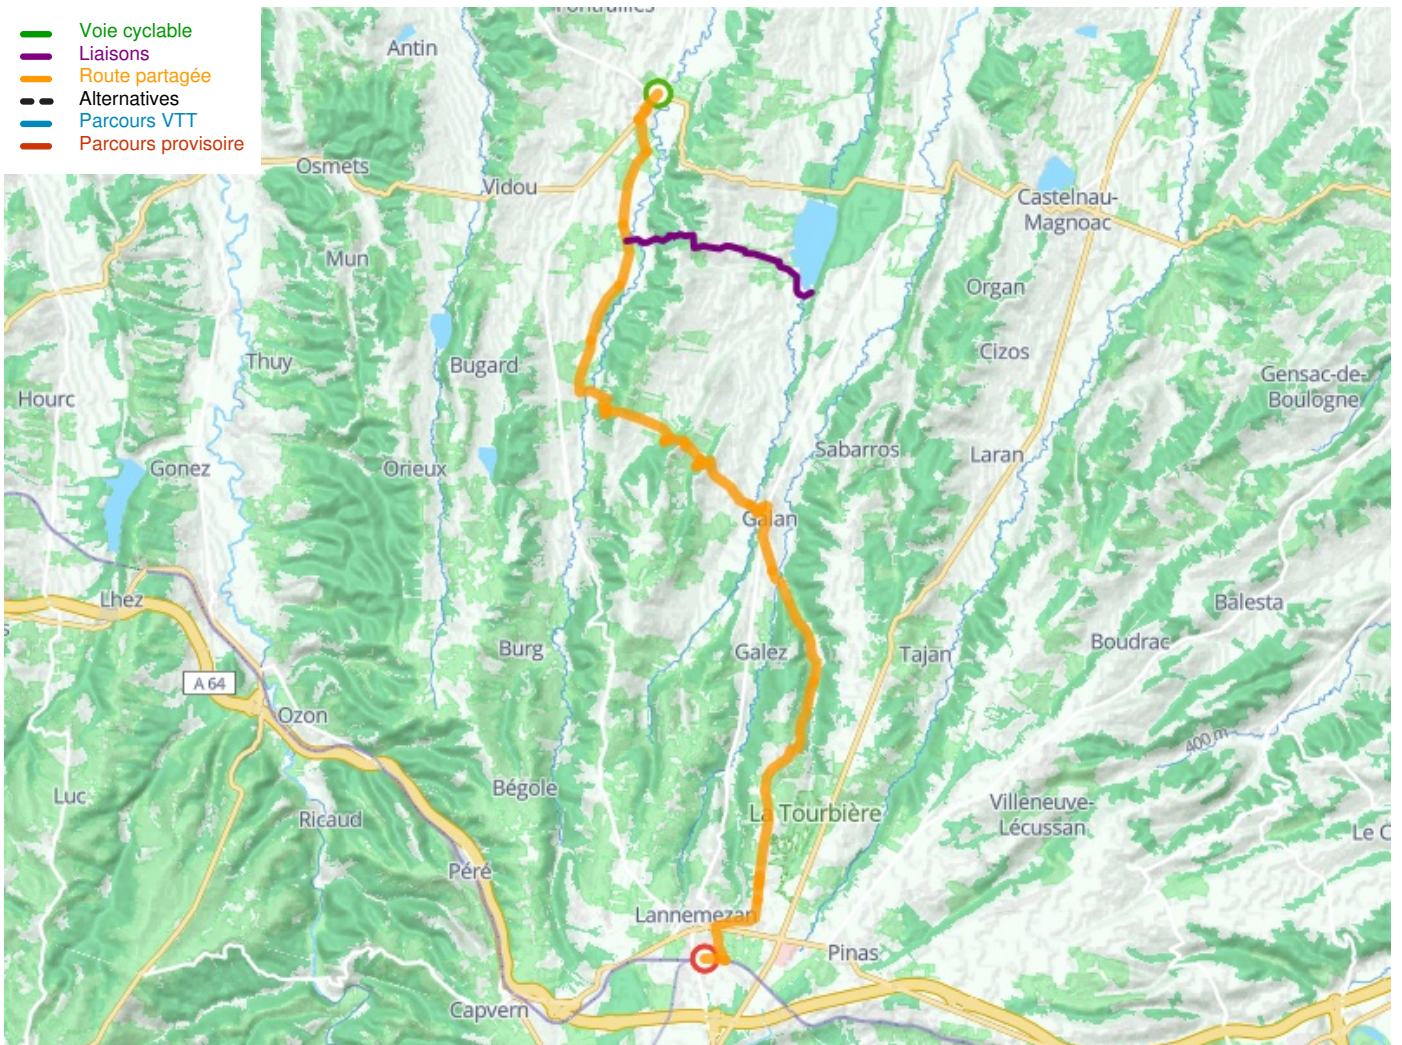 Voie cyclable
Liaisons
Route partagée
Alternatives
Parcours VTT
Parcours provisoire
Antin
Osmets
Vidou
Castelnau-
Magnoac
Mun
Organ
Thuy
Bugard
Cizos
Gensac-de-
Boulogne
Hourc
Gonez
Orieux
Sabarros
Laran
Galan
Lhez
Balesta
Burg
Galez
Tajan
Boudrac
A 64
Ozon
400 m
Luc
Bégole
Ricaud
La Tourbière
Villeneuve-
Lécussan
Le C
Péré
Lannemezan
Pinas
Capvern